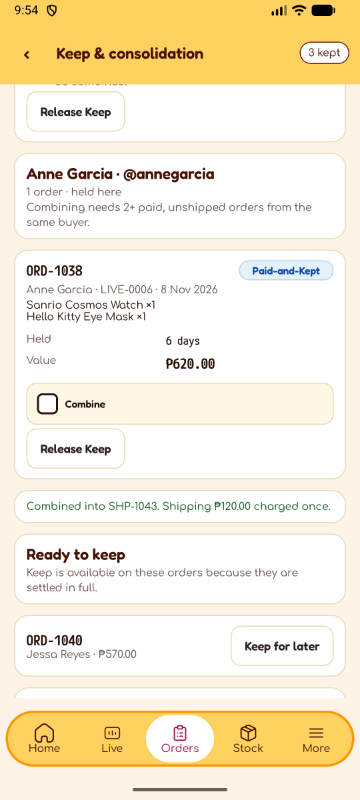 9:54
Keep & consolidation
3 kept
Release Keep
Anne Garcia · @annegarcia
1 order · held here
Combining needs 2+ paid, unshipped orders from the
same buyer.
ORD-1038
Paid-and-Kept
Anne Garcia · LIVE-0006 · 8 Nov 2026
Sanrio Cosmos Watch ×1
Hello Kitty Eye Mask ×1
Held
6 days
Value
₱620.00
Combine
Release Keep
Combined into SHP-1043. Shipping ₱120.00 charged once.
Ready to keep
Keep is available on these orders because they are
settled in full.
ORD-1040
Jessa Reyes · ₱570.00
Keep for later
Home
Live
Orders
Stock
More